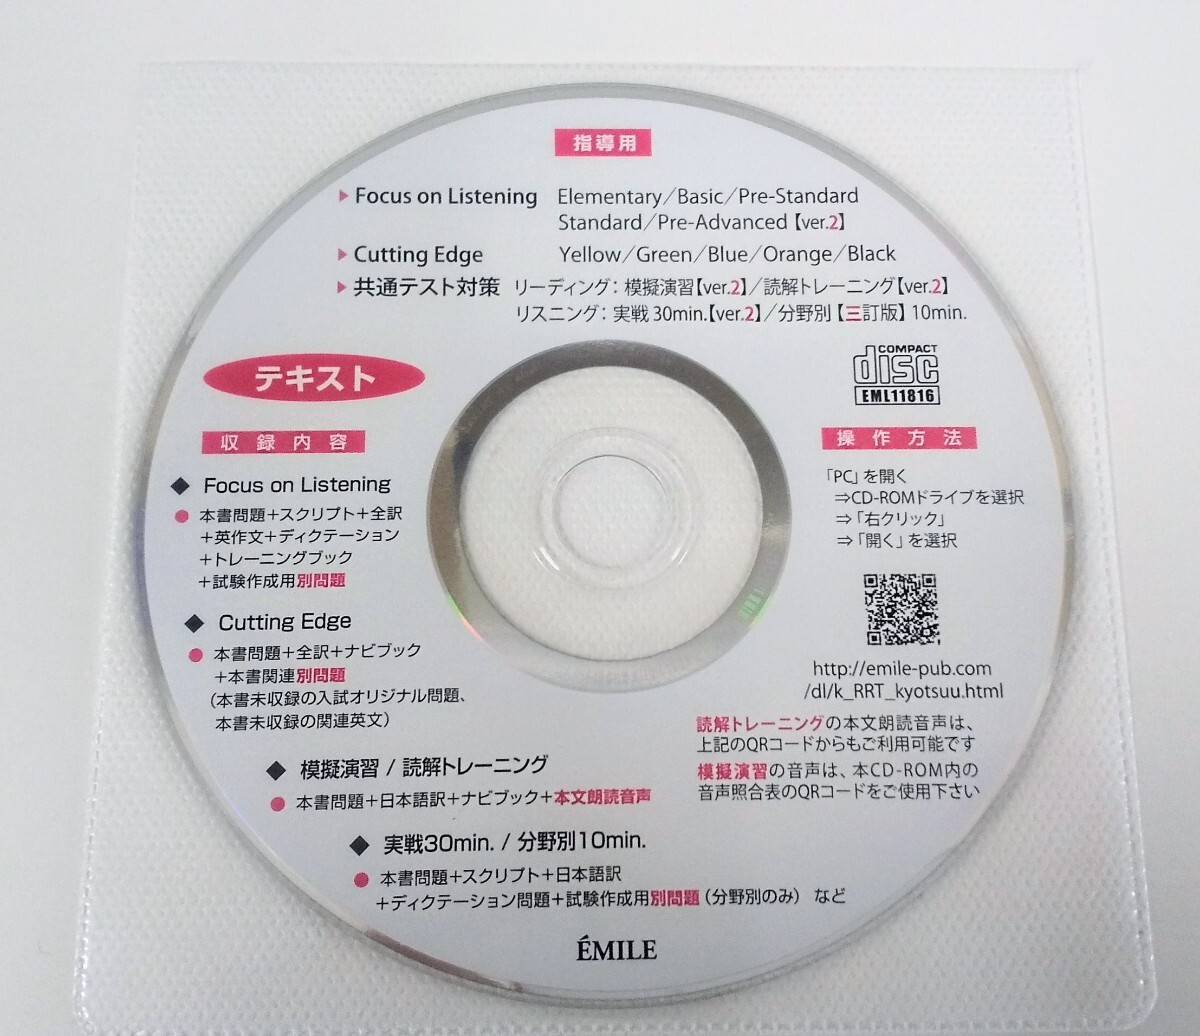 指導用
▶ Focus on Listening Elementary／Basic／Pre-Standard
Standard／Pre-Advanced【ver.2】
▶ Cutting Edge Yellow／Green／Blue／Orange／Black
▶ 共通テスト対策 リーディング：模擬演習【ver.2】／読解トレーニング【ver.2】
リスニング：実戦 30min.【ver.2】／分野別【三訂版】10min.
テキスト
収録内容
◆ Focus on Listening
● 本書問題＋スクリプト＋全訳
＋英作文＋ディクテーション
＋トレーニングブック
＋試験作成用別問題
◆ Cutting Edge
● 本書問題＋全訳＋ナビブック
＋本書関連別問題
（本書未収録の入試オリジナル問題、
本書未収録の関連英文）
◆ 模擬演習 / 読解トレーニング
● 本書問題＋日本語訳＋ナビブック＋本文朗読音声
◆ 実戦30min. / 分野別10min.
● 本書問題＋スクリプト＋日本語訳
＋ディクテーション問題＋試験作成用別問題（分野別のみ） など
COMPACT
disc
EML11816
操作方法
「PC」を開く
⇒CD-ROMドライブを選択
⇒「右クリック」
⇒「開く」を選択
http://emile-pub.com
/dl/k_RRT_kyotsuu.html
読解トレーニングの本文朗読音声は、
上記のQRコードからもご利用可能です
模擬演習の音声は、本CD-ROM内の
音声照合表のQRコードをご使用下さい
ÉMILE